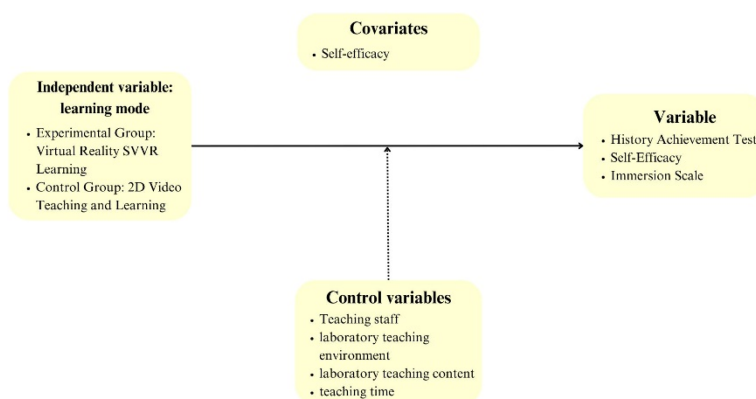 Covariates
• Self-efficacy
Independent variable:
learning mode
• Experimental Group:
Virtual Reality SVVR
Learning
• Control Group: 2D Video
Teaching and Learning
Variable
• History Achievement Test
• Self-Efficacy
• Immersion Scale
Control variables
• Teaching staff
• laboratory teaching
environment
• laboratory teaching content
• teaching time